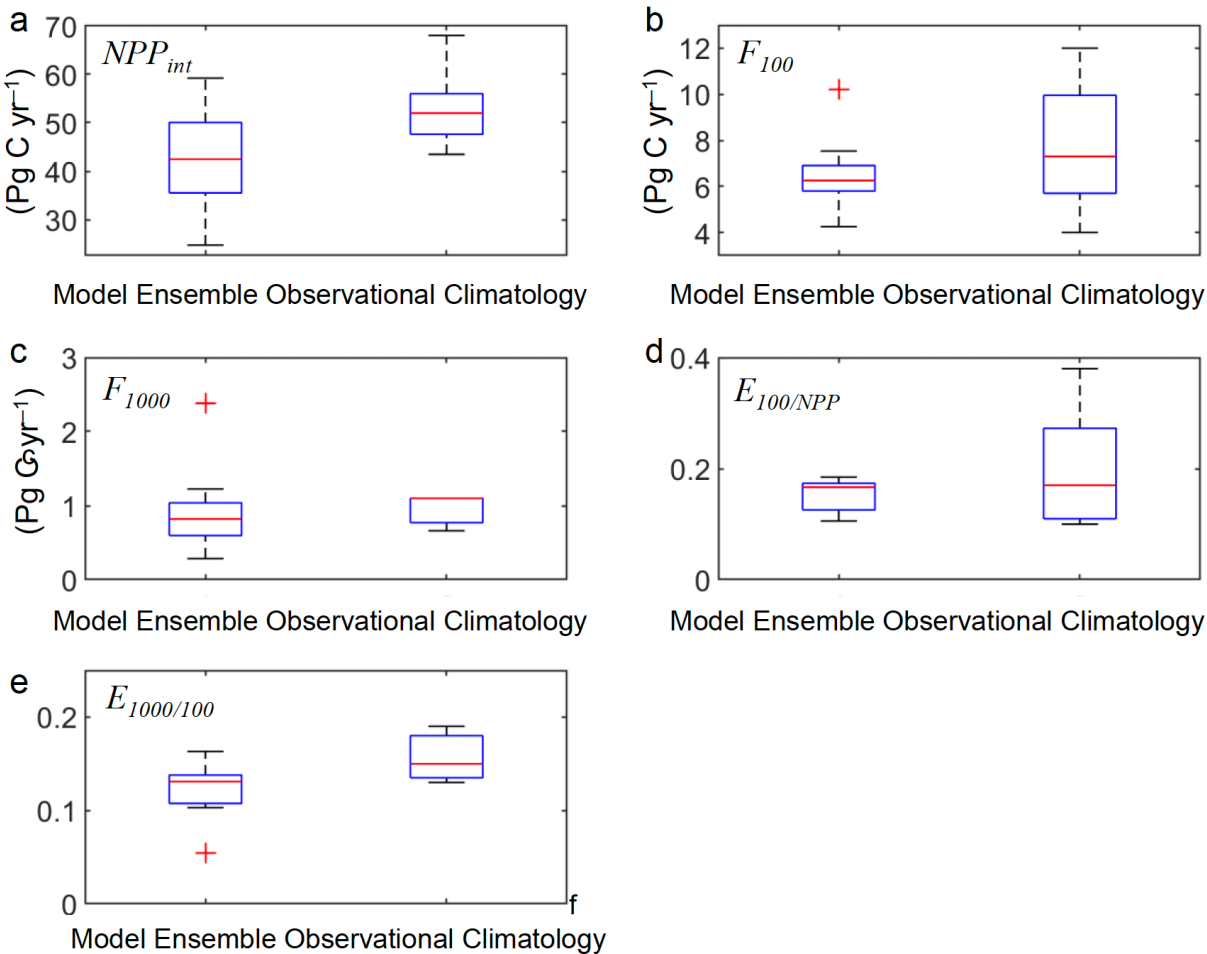 a
70
60
50
40
30
(Pg C yr–1)
NPPint
Model Ensemble Observational Climatology
b
12
10
8
6
4
(Pg C yr–1)
F100
Model Ensemble Observational Climatology
c
3
2
1
0
(Pg C yr–1)
F1000
Model Ensemble Observational Climatology
d
0.4
0.2
0
E100/NPP
Model Ensemble Observational Climatology
e
0.2
0.1
0
E1000/100
f
Model Ensemble Observational Climatology